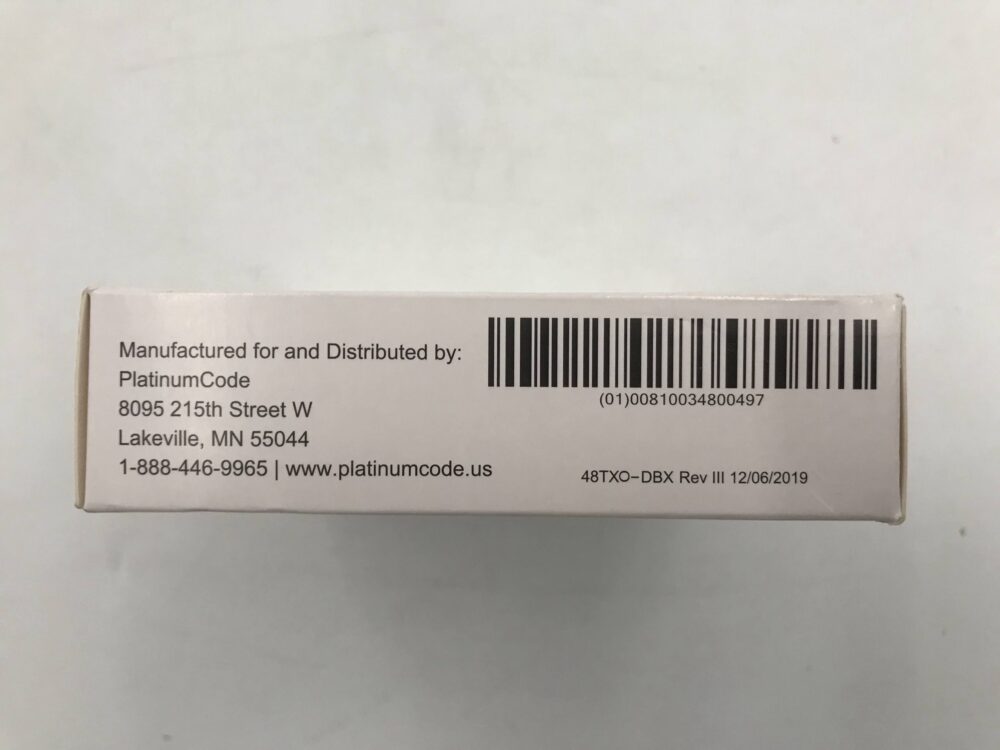 Manufactured for and Distributed by:
PlatinumCode
8095 215th Street W
Lakeville, MN 55044
1-888-446-9965 | www.platinumcode.us
(01)00810034800497
48TXO-DBX Rev III 12/06/2019